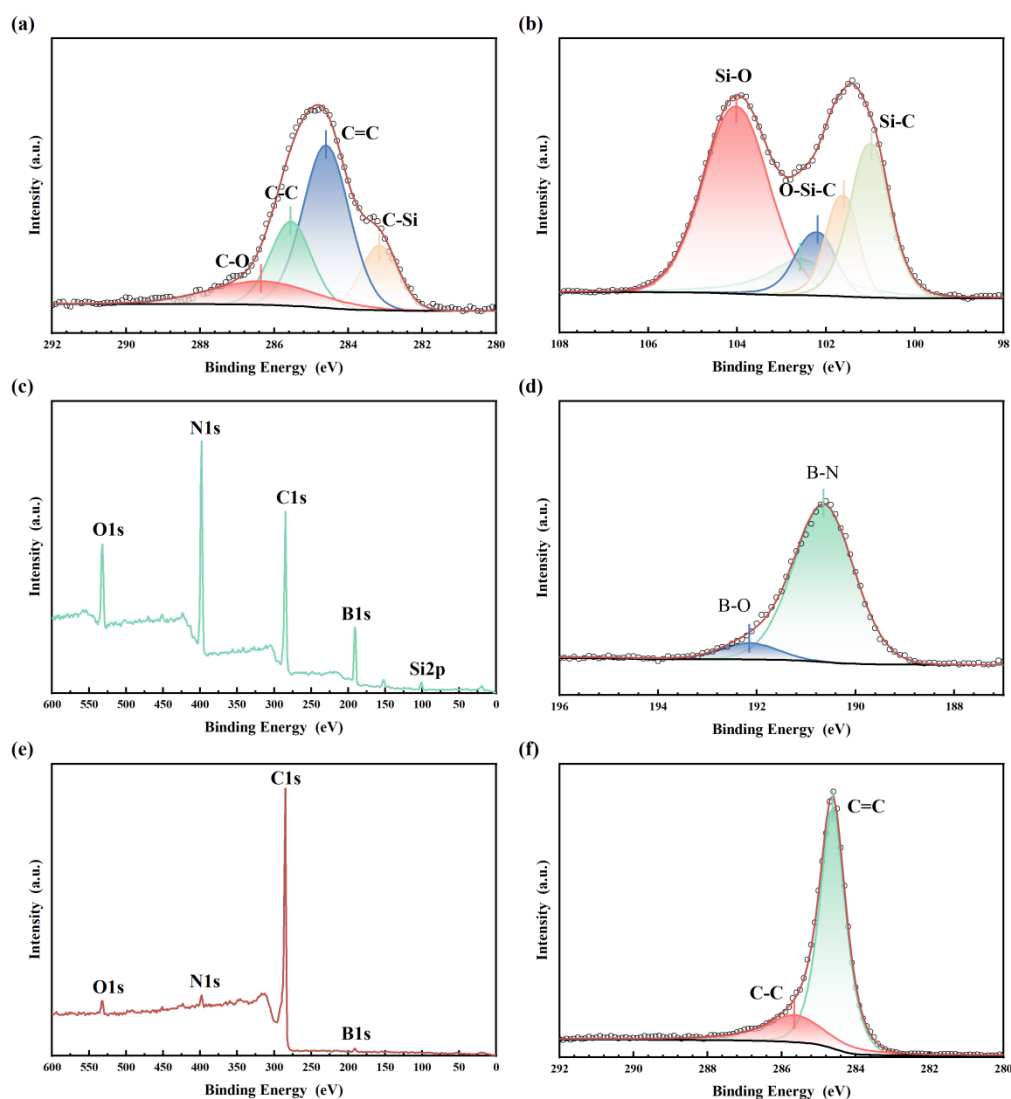 (a)
C=C
C-C
C-Si
C-O
Intensity (a.u.)
292 290 288 286 284 282 280
Binding Energy (eV)
(b)
Si-O
Si-C
O-Si-C
Intensity (a.u.)
108 106 104 102 100 98
Binding Energy (eV)
(c)
N1s
C1s
O1s
B1s
Si2p
Intensity (a.u.)
600 550 500 450 400 350 300 250 200 150 100 50 0
Binding Energy (eV)
(d)
B-N
B-O
Intensity (a.u.)
196 194 192 190 188
Binding Energy (eV)
(e)
C1s
O1s
N1s
B1s
Intensity (a.u.)
600 550 500 450 400 350 300 250 200 150 100 50 0
Binding Energy (eV)
(f)
C=C
C-C
Intensity (a.u.)
292 290 288 286 284 282 280
Binding Energy (eV)